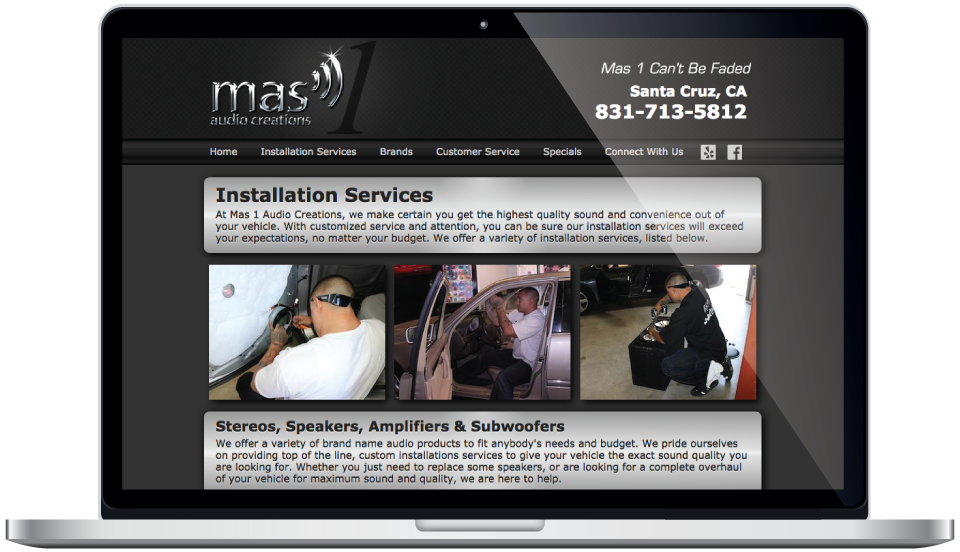 mas 1
audio creations
Mas 1 Can't Be Faded
Santa Cruz, CA
831-713-5812
Home Installation Services Brands Customer Service Specials Connect With Us
Installation Services
At Mas 1 Audio Creations, we make certain you get the highest quality sound and convenience out of
your vehicle. With customized service and attention, you can be sure our installation services will exceed
your expectations, no matter your budget. We offer a variety of installation services, listed below.
Stereos, Speakers, Amplifiers & Subwoofers
We offer a variety of brand name audio products to fit anybody's needs and budget. We pride ourselves
on providing top of the line, custom installations services to give your vehicle the exact sound quality you
are looking for. Whether you just need to replace some speakers, or are looking for a complete overhaul
of your vehicle for maximum sound and quality, we are here to help.